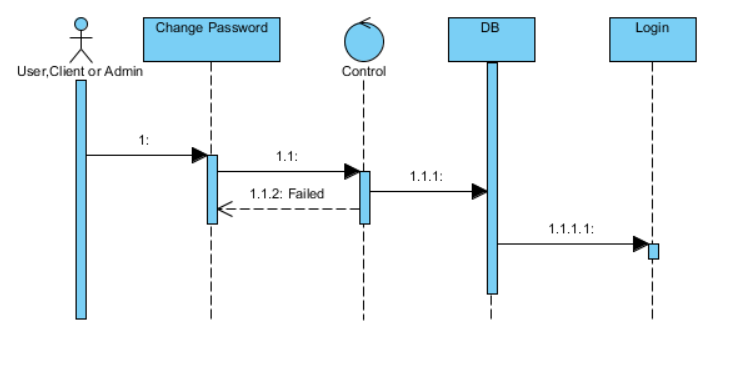 Change Password
DB
Login
User,Client or Admin
Control
1:
1.1:
1.1.1:
1.1.2: Failed
1.1.1.1: